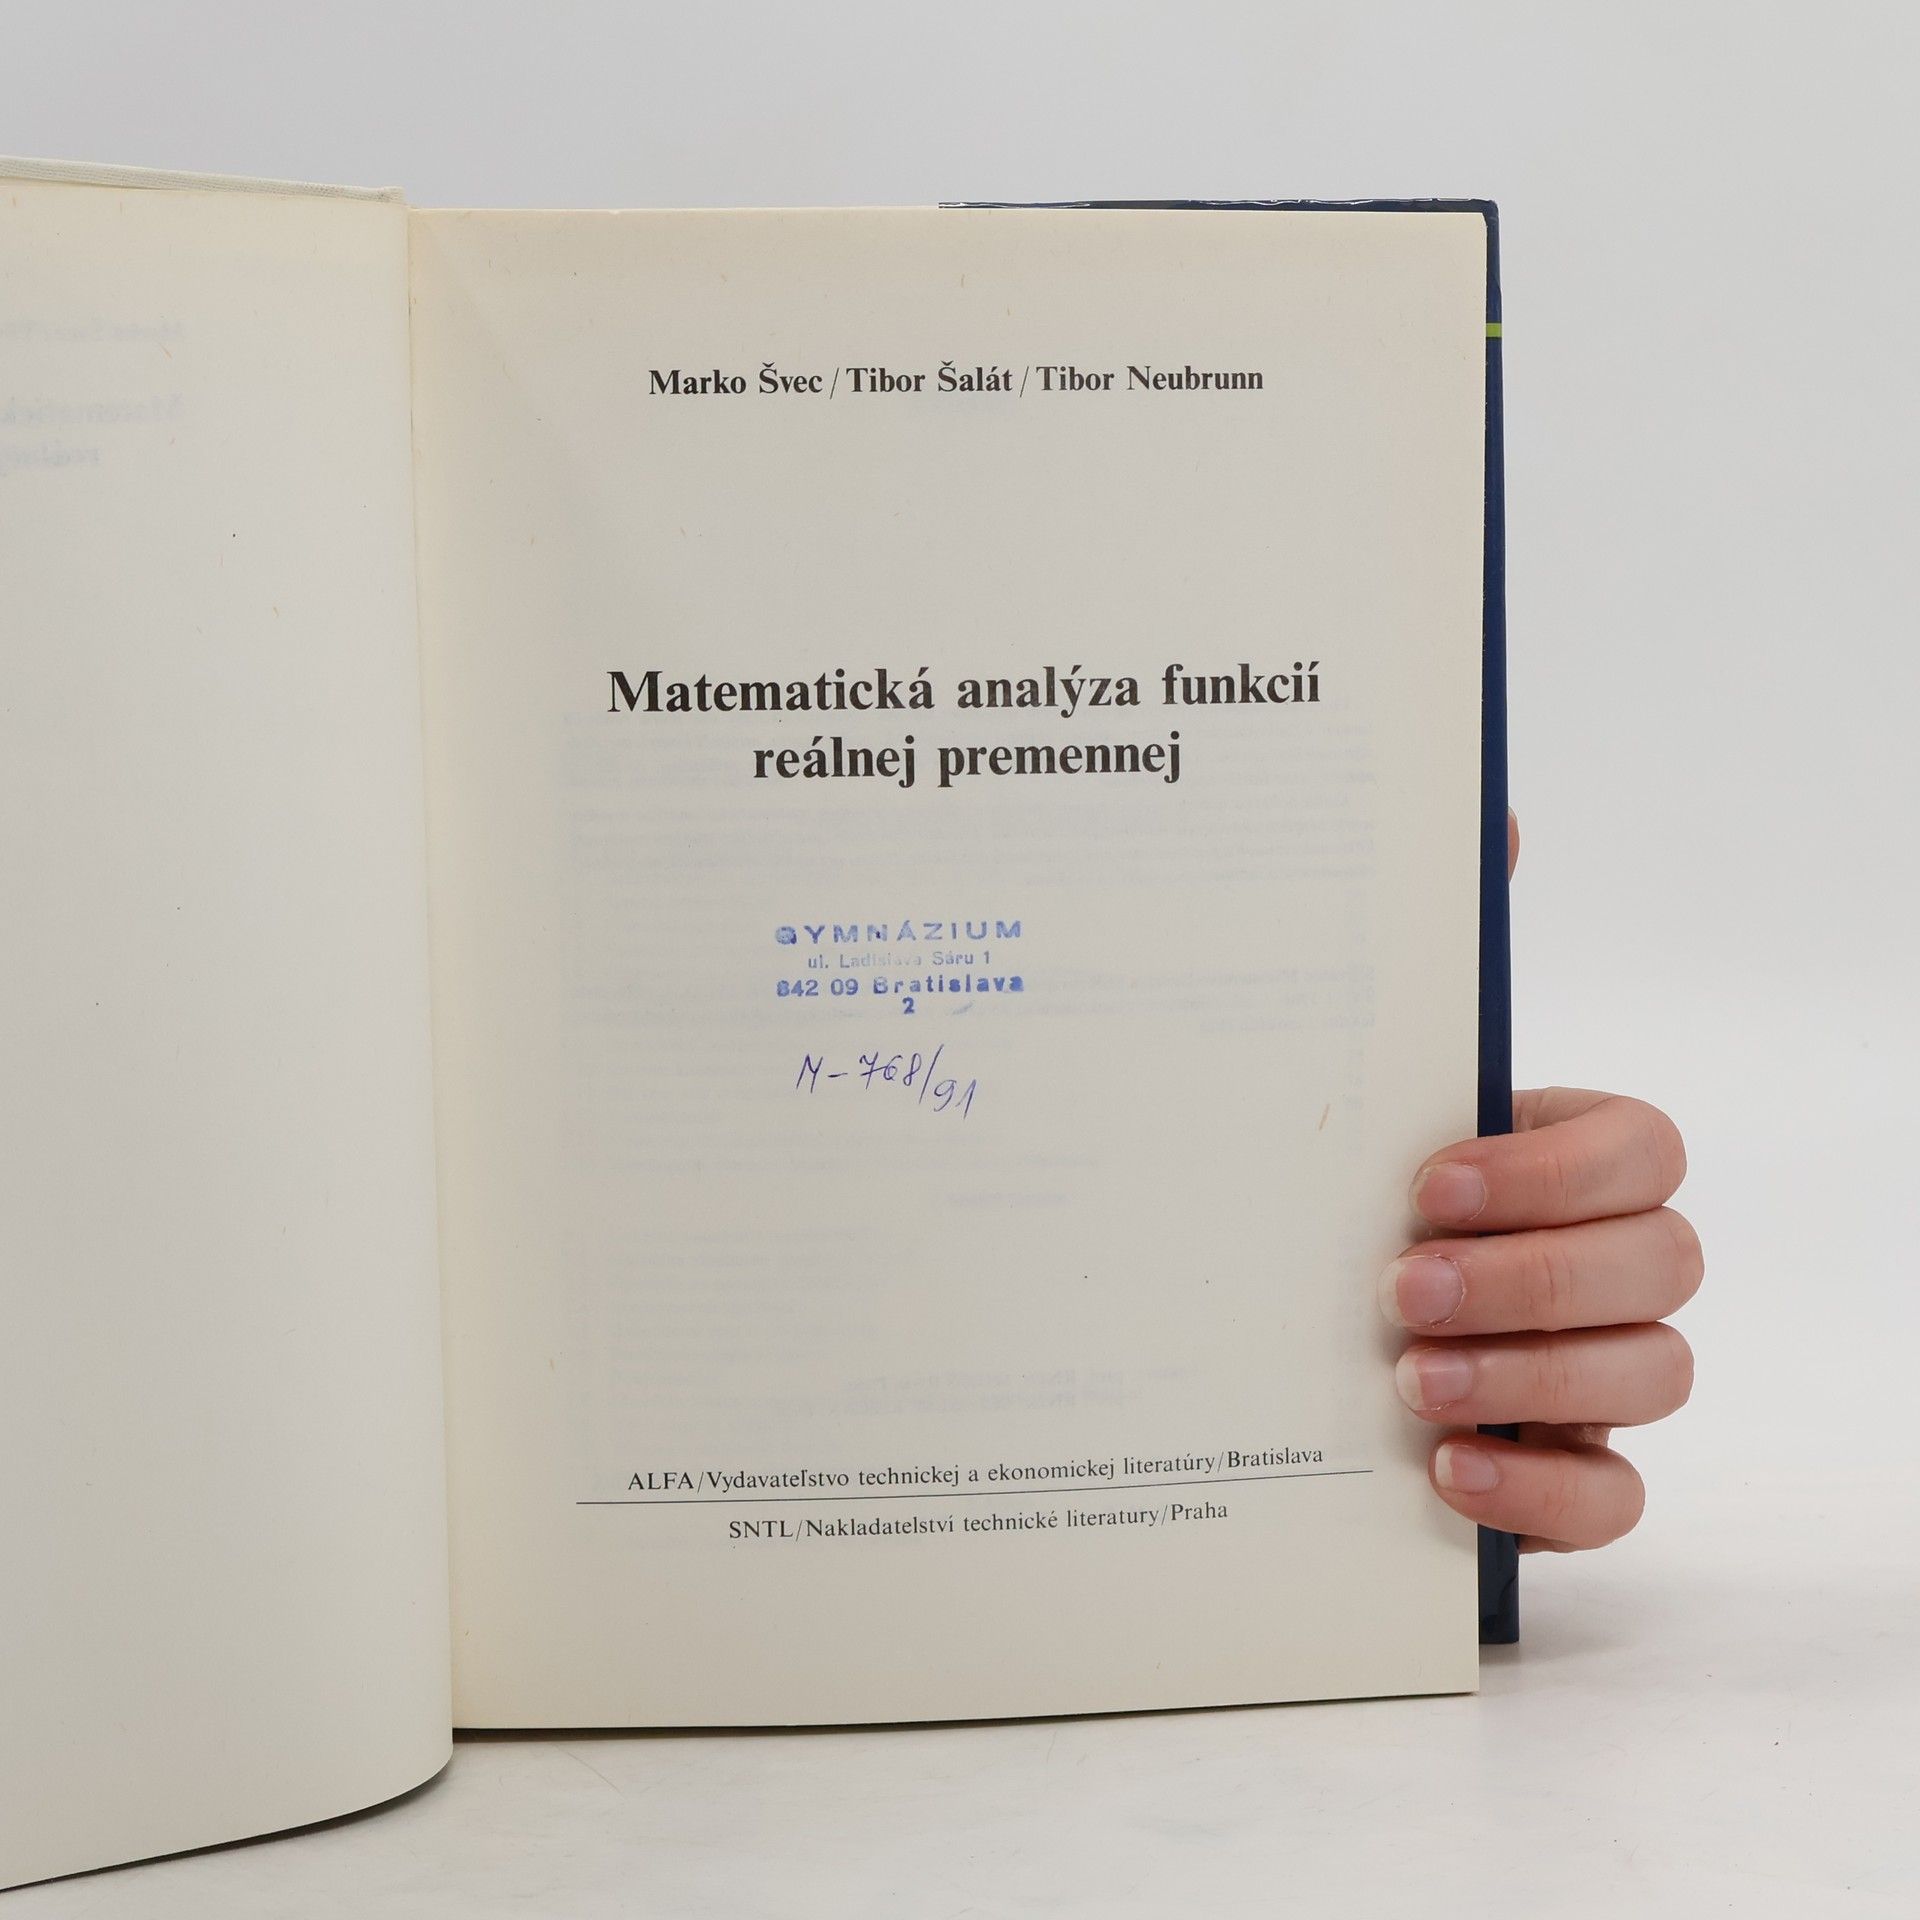 Marko Švec / Tibor Šalát / Tibor Neubrunn
Matematická analýza funkcií
reálnej premennej
GYMNÁZIUM
ul. Ladislava Sáru 1
842 09 Bratislava
2
M-768/91
ALFA/Vydavateľstvo technickej a ekonomickej literatúry/Bratislava
SNTL/Nakladatelství technické literatury/Praha